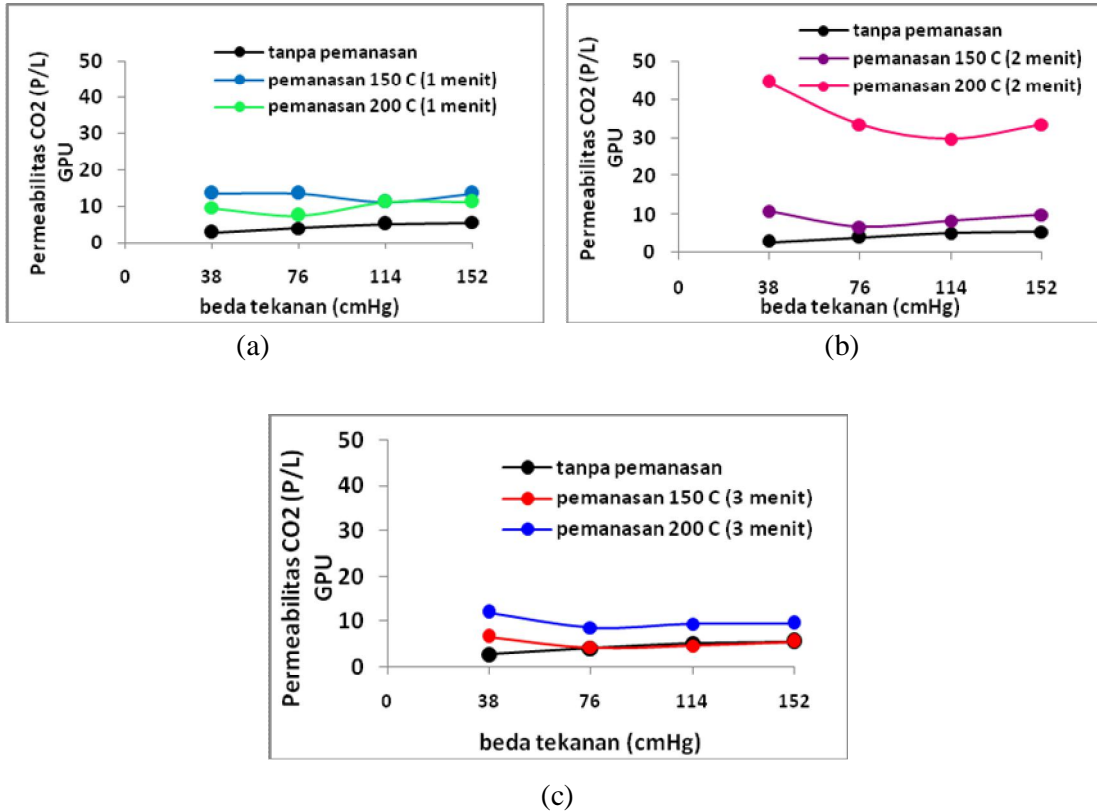 Permeabilitas CO2 (P/L)
GPU
50
40
30
20
10
0
tanpa pemanasan
pemanasan 150 C (1 menit)
pemanasan 200 C (1 menit)
0 38 76 114 152
beda tekanan (cmHg)
(a)
Permeabilitas CO2 (P/L)
GPU
50
40
30
20
10
0
tanpa pemanasan
pemanasan 150 C (2 menit)
pemanasan 200 C (2 menit)
0 38 76 114 152
beda tekanan (cmHg)
(b)
Permeabilitas CO2 (P/L)
GPU
50
40
30
20
10
0
tanpa pemanasan
pemanasan 150 C (3 menit)
pemanasan 200 C (3 menit)
0 38 76 114 152
beda tekanan (cmHg)
(c)